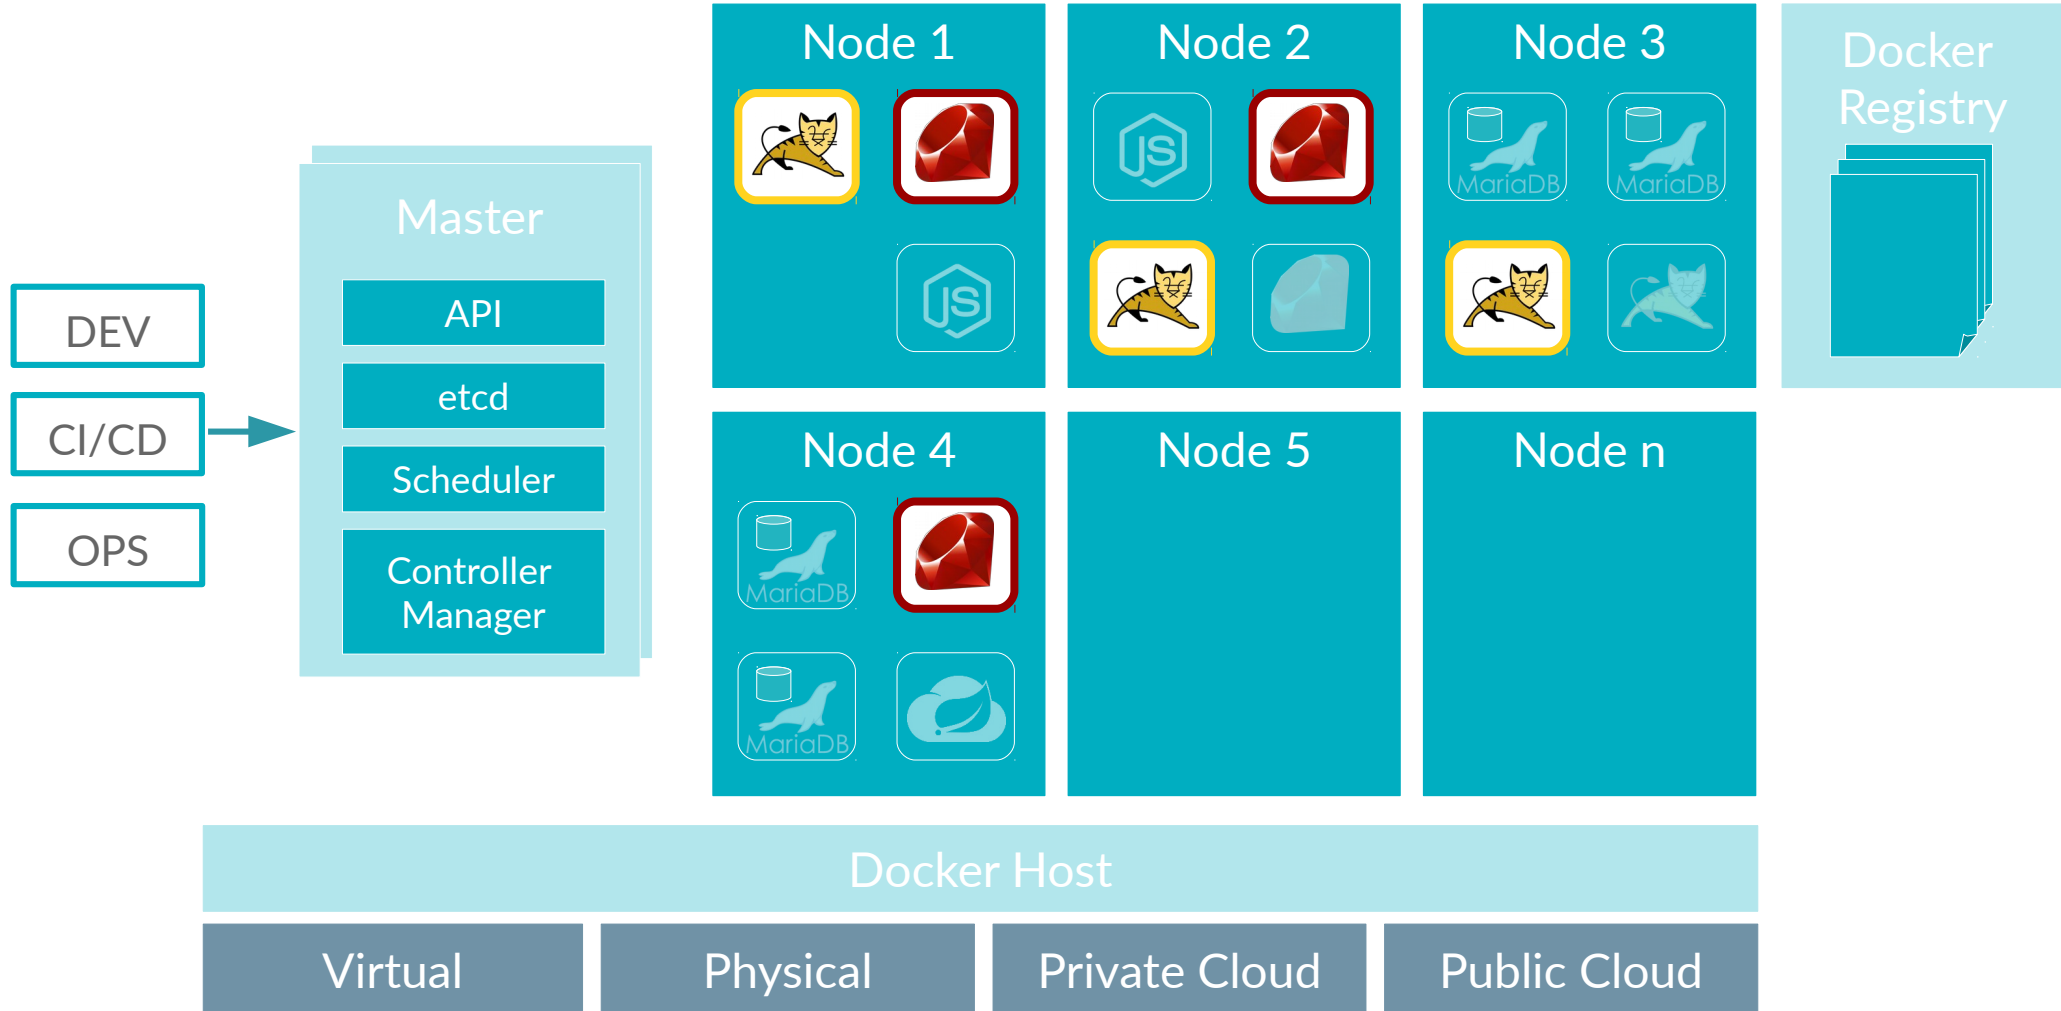 DEV
CI/CD
OPS
Master
API
etcd
Scheduler
Controller
Manager
Node 1
JS
Node 2
JS
Node 3
MariaDB
MariaDB
Node 4
MariaDB
MariaDB
Node 5
Node n
Docker
Registry
Docker Host
Virtual
Physical
Private Cloud
Public Cloud